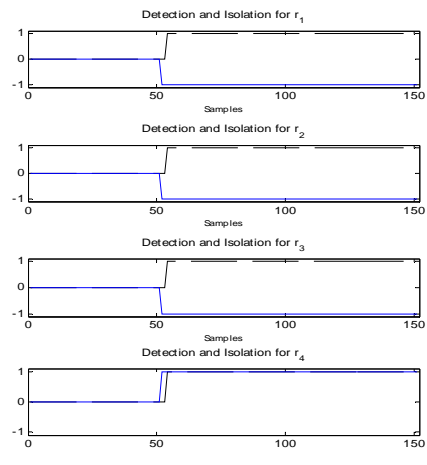 Detection and Isolation for r1
1
0
-1
0 50 100 150
Samples
Detection and Isolation for r2
1
0
-1
0 50 100 150
Samples
Detection and Isolation for r3
1
0
-1
0 50 100 150
Samples
Detection and Isolation for r4
1
0
-1
0 50 100 150